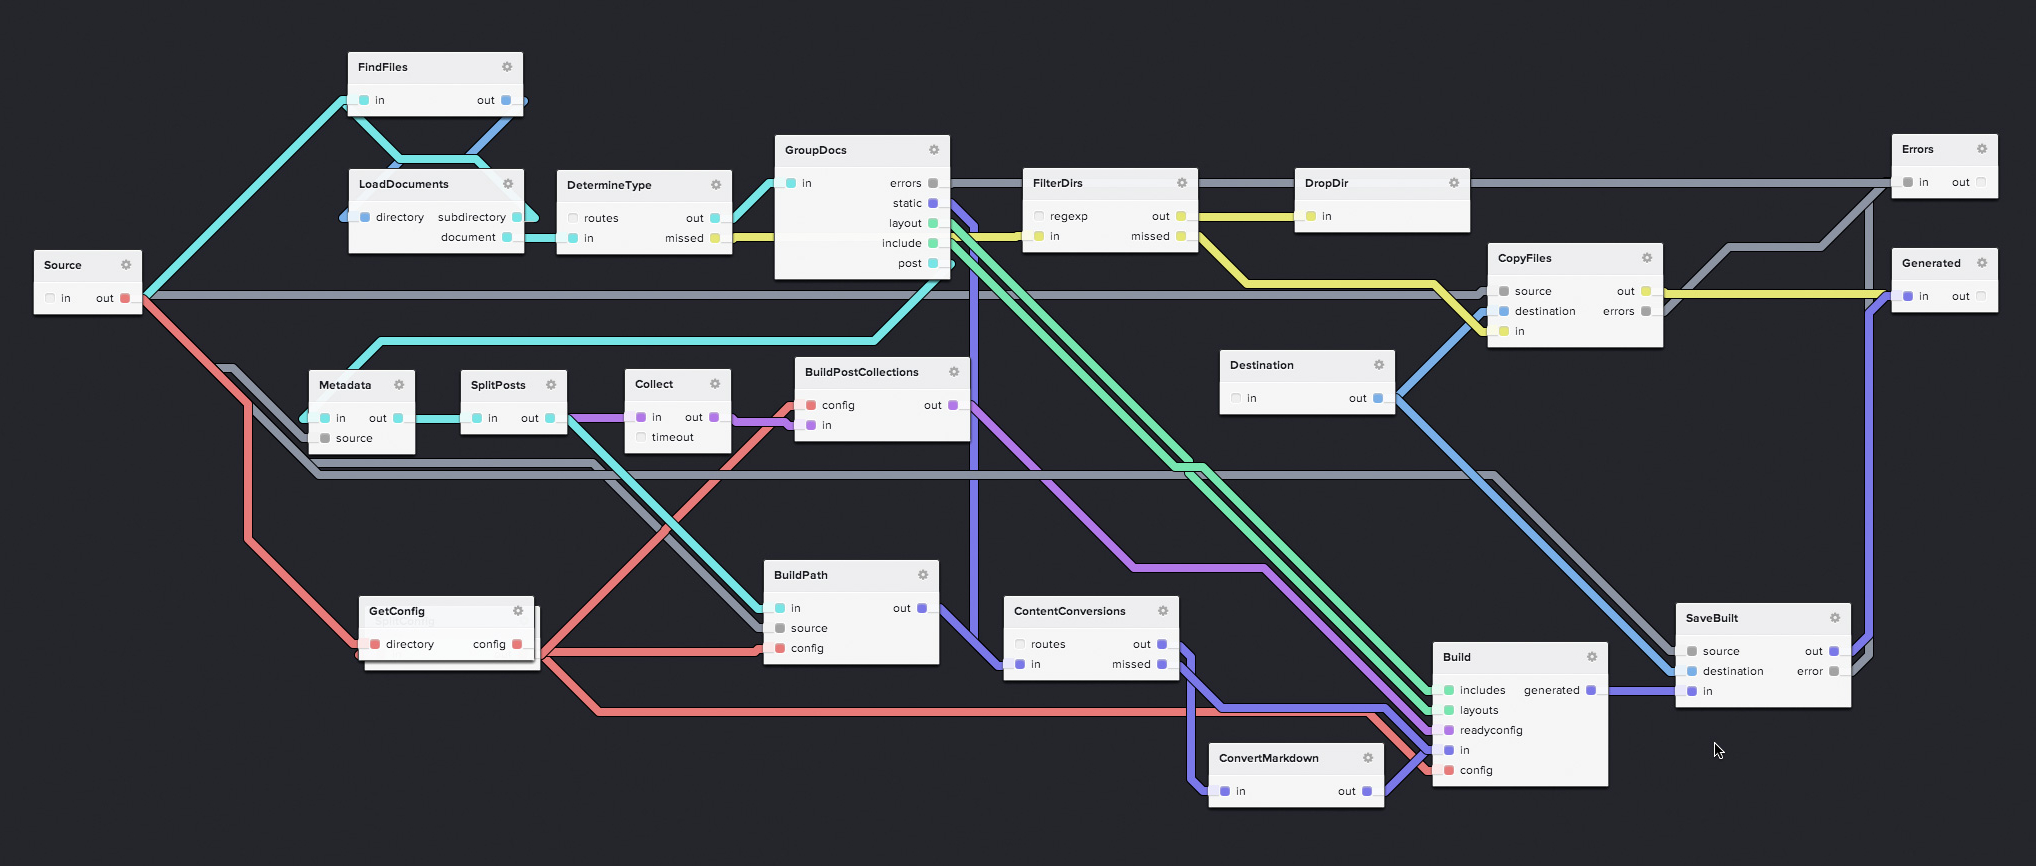 FindFiles
in out
LoadDocuments
directory subdirectory
document
DetermineType
routes out
in missed
GroupDocs
in errors
static
layout
include
post
FilterDirs
regexp out
in missed
DropDir
in
Errors
in out
Source
in out
CopyFiles
source out
destination errors
in
Generated
in out
Metadata
in out
source
SplitPosts
in out
Collect
in out
timeout
BuildPostCollections
config out
in
Destination
in out
GetConfig
SplitConfig
directory config
BuildPath
in out
source
config
ContentConversions
routes out
in missed
ConvertMarkdown
in out
Build
includes generated
layouts
readyconfig
in
config
SaveBuilt
source out
destination error
in